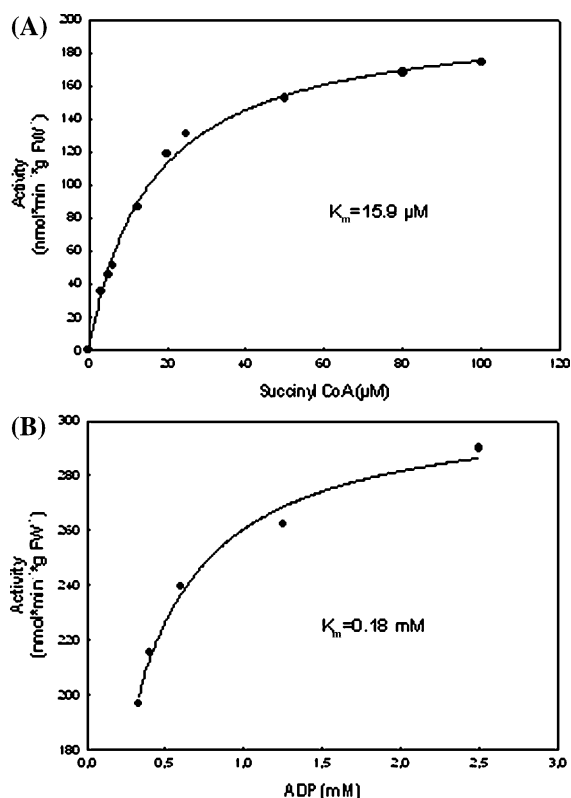 (A)
200
180
160
140
120
100
80
60
40
20
0
Activity
(nmol*min⁻¹*g FW⁻¹)
Kₘ=15.9 µM
0 20 40 60 80 100 120
Succinyl CoA(µM)
(B)
300
280
260
240
220
200
180
Activity
(nmol*min⁻¹*g FW⁻¹)
Kₘ=0.18 mM
0,0 0,5 1,0 1,5 2,0 2,5 3,0
ADP (mM)